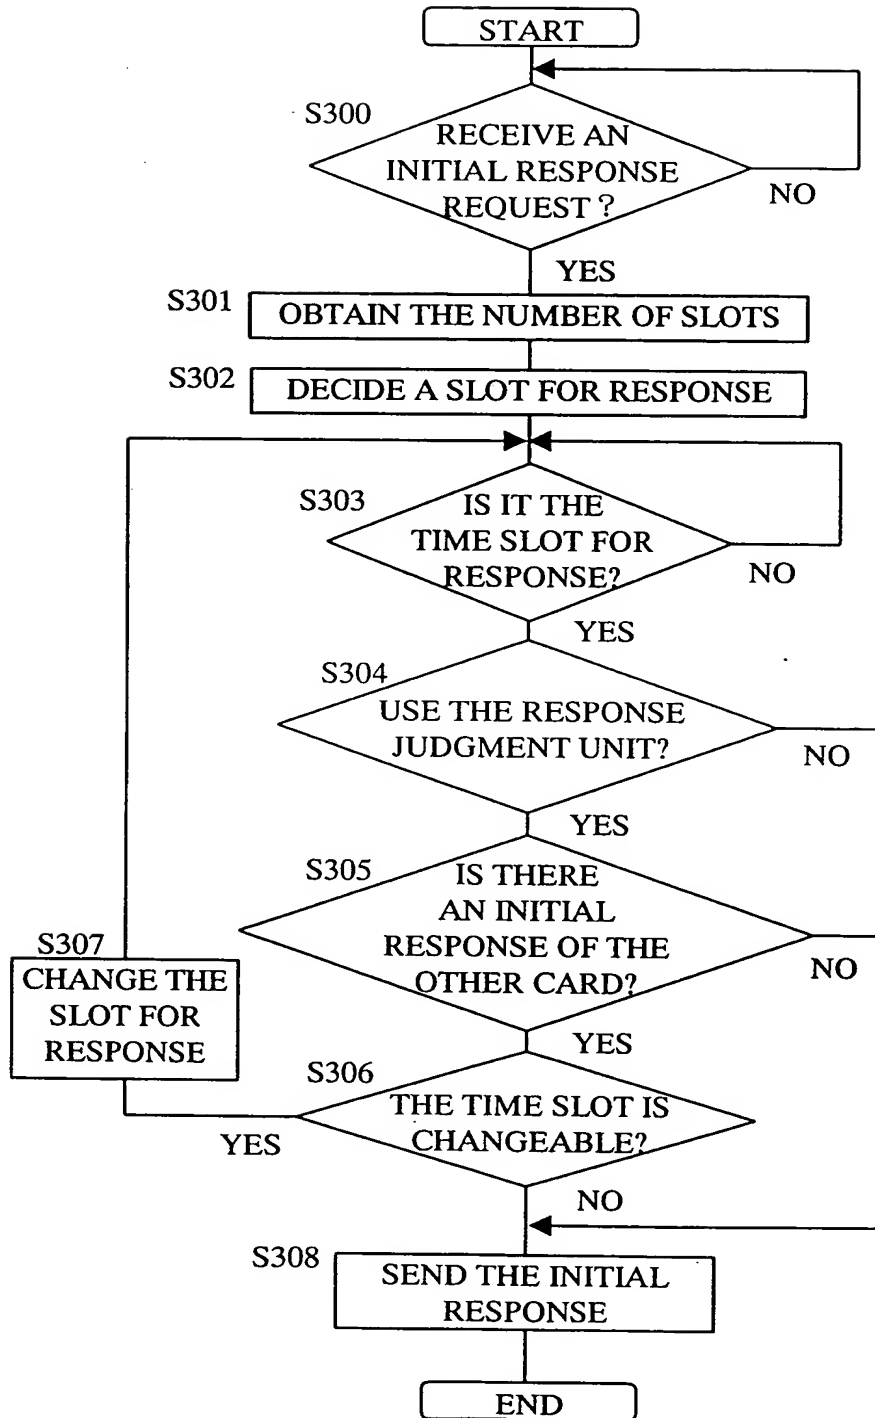 START
S300
RECEIVE AN
INITIAL RESPONSE
REQUEST ?
NO
YES
S301
OBTAIN THE NUMBER OF SLOTS
S302
DECIDE A SLOT FOR RESPONSE
S303
IS IT THE
TIME SLOT FOR
RESPONSE?
NO
YES
S304
USE THE RESPONSE
JUDGMENT UNIT?
NO
YES
S305
IS THERE
AN INITIAL
RESPONSE OF THE
OTHER CARD?
NO
S307
CHANGE THE
SLOT FOR
RESPONSE
YES
S306
THE TIME SLOT IS
CHANGEABLE?
YES
NO
S308
SEND THE INITIAL
RESPONSE
END